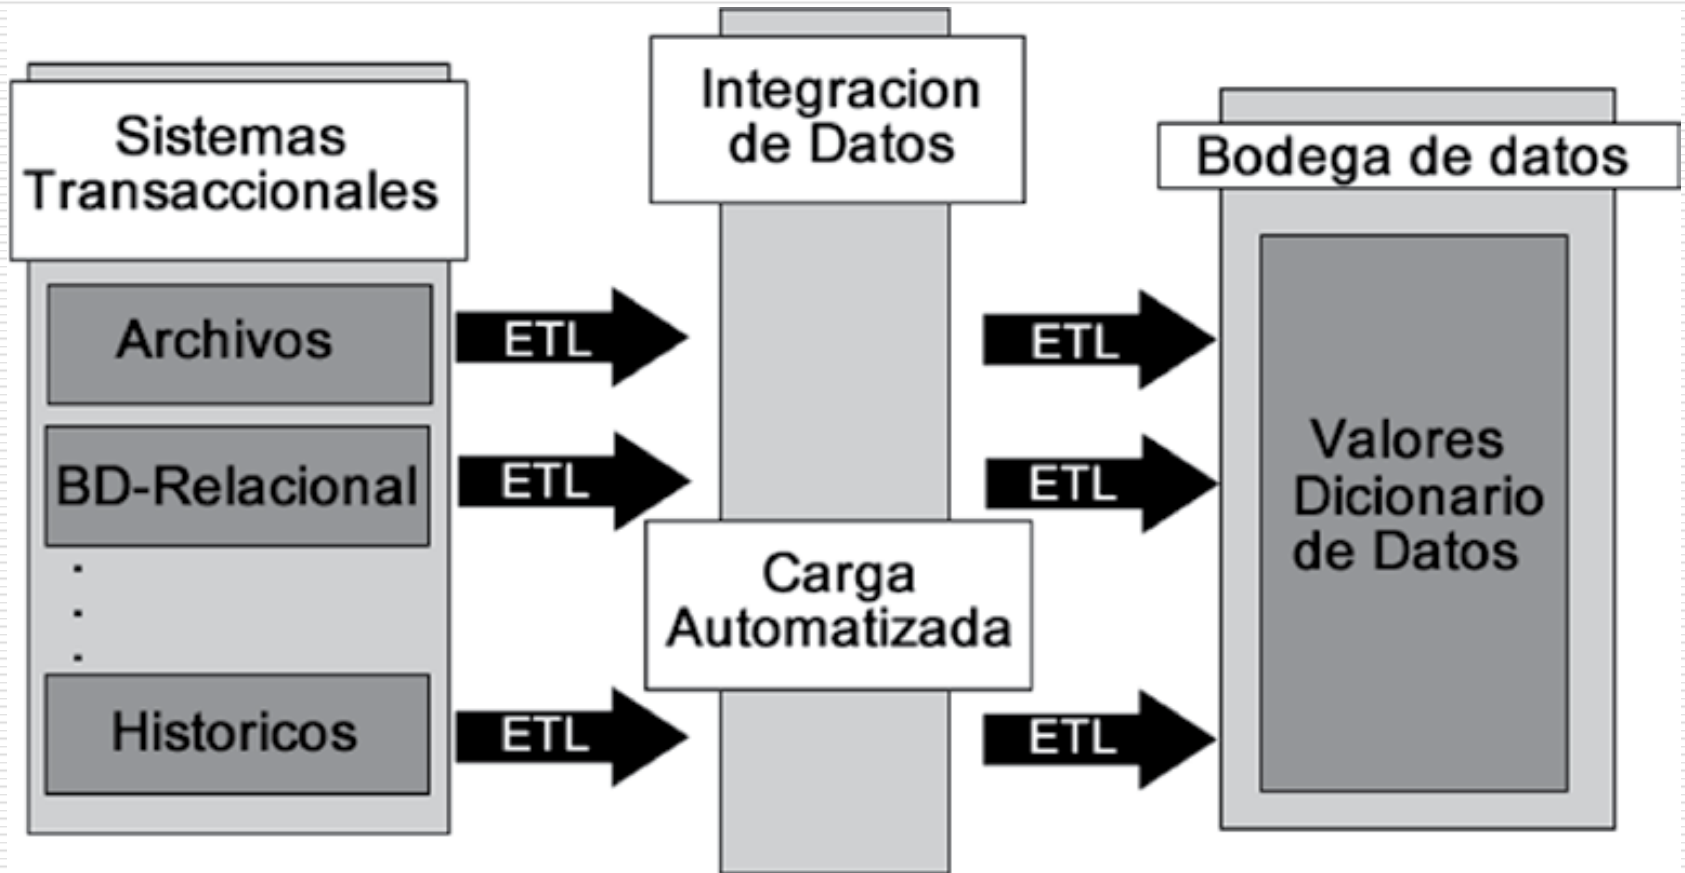 Sistemas
Transaccionales
Archivos
BD-Relacional
.
.
.
Historicos
ETL
ETL
ETL
Integracion
de Datos
Carga
Automatizada
ETL
ETL
ETL
Bodega de datos
Valores
Dicionario
de Datos